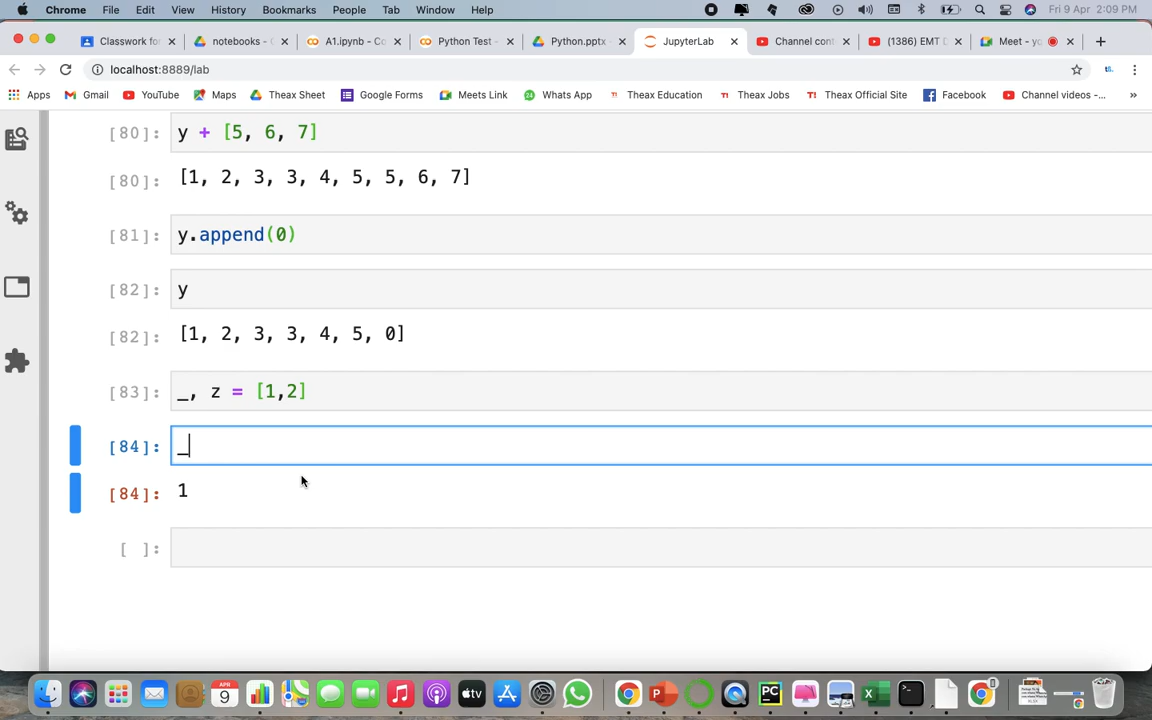 Chrome File Edit View History Bookmarks People Tab Window Help Fri 9 Apr 2:09 PM
Classwork fo notebooks - A1.ipynb - Co Python Test - Python.pptx - JupyterLab Channel cont (1386) EMT Meet - yo
localhost:8889/lab
Apps Gmail YouTube Maps Theax Sheet Google Forms Meets Link Whats App Theax Education Theax Jobs Theax Official Site Facebook Channel videos -... »
[80]: y + [5, 6, 7]
[80]: [1, 2, 3, 3, 4, 5, 5, 6, 7]
[81]: y.append(0)
[82]: y
[82]: [1, 2, 3, 3, 4, 5, 0]
[83]: _, z = [1,2]
[84]: _
[84]: 1
[ ]: